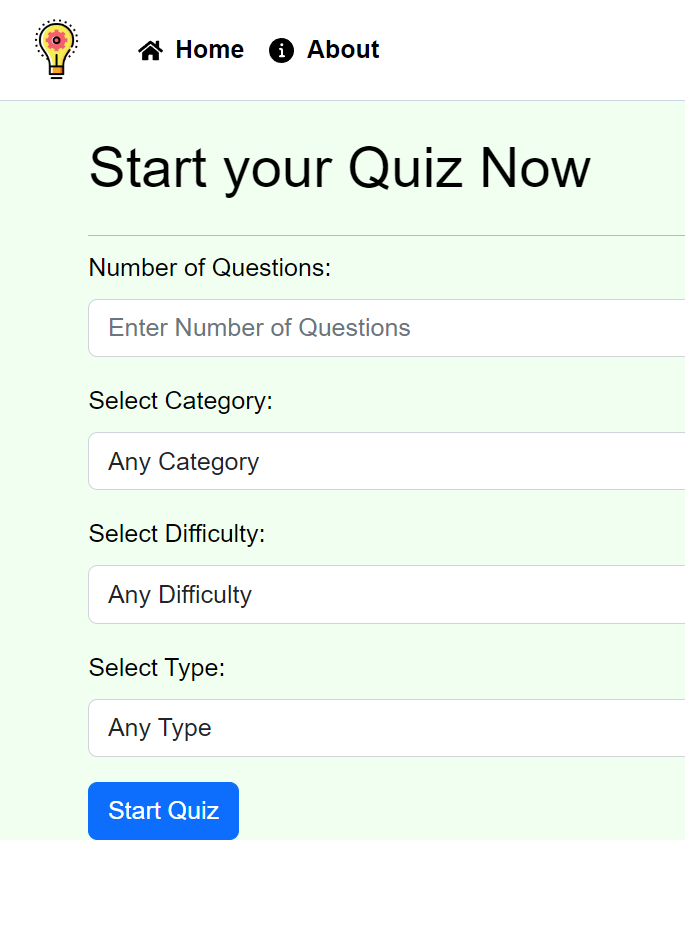 Home About
Start your Quiz Now
Number of Questions:
Enter Number of Questions
Select Category:
Any Category
Select Difficulty:
Any Difficulty
Select Type:
Any Type
Start Quiz